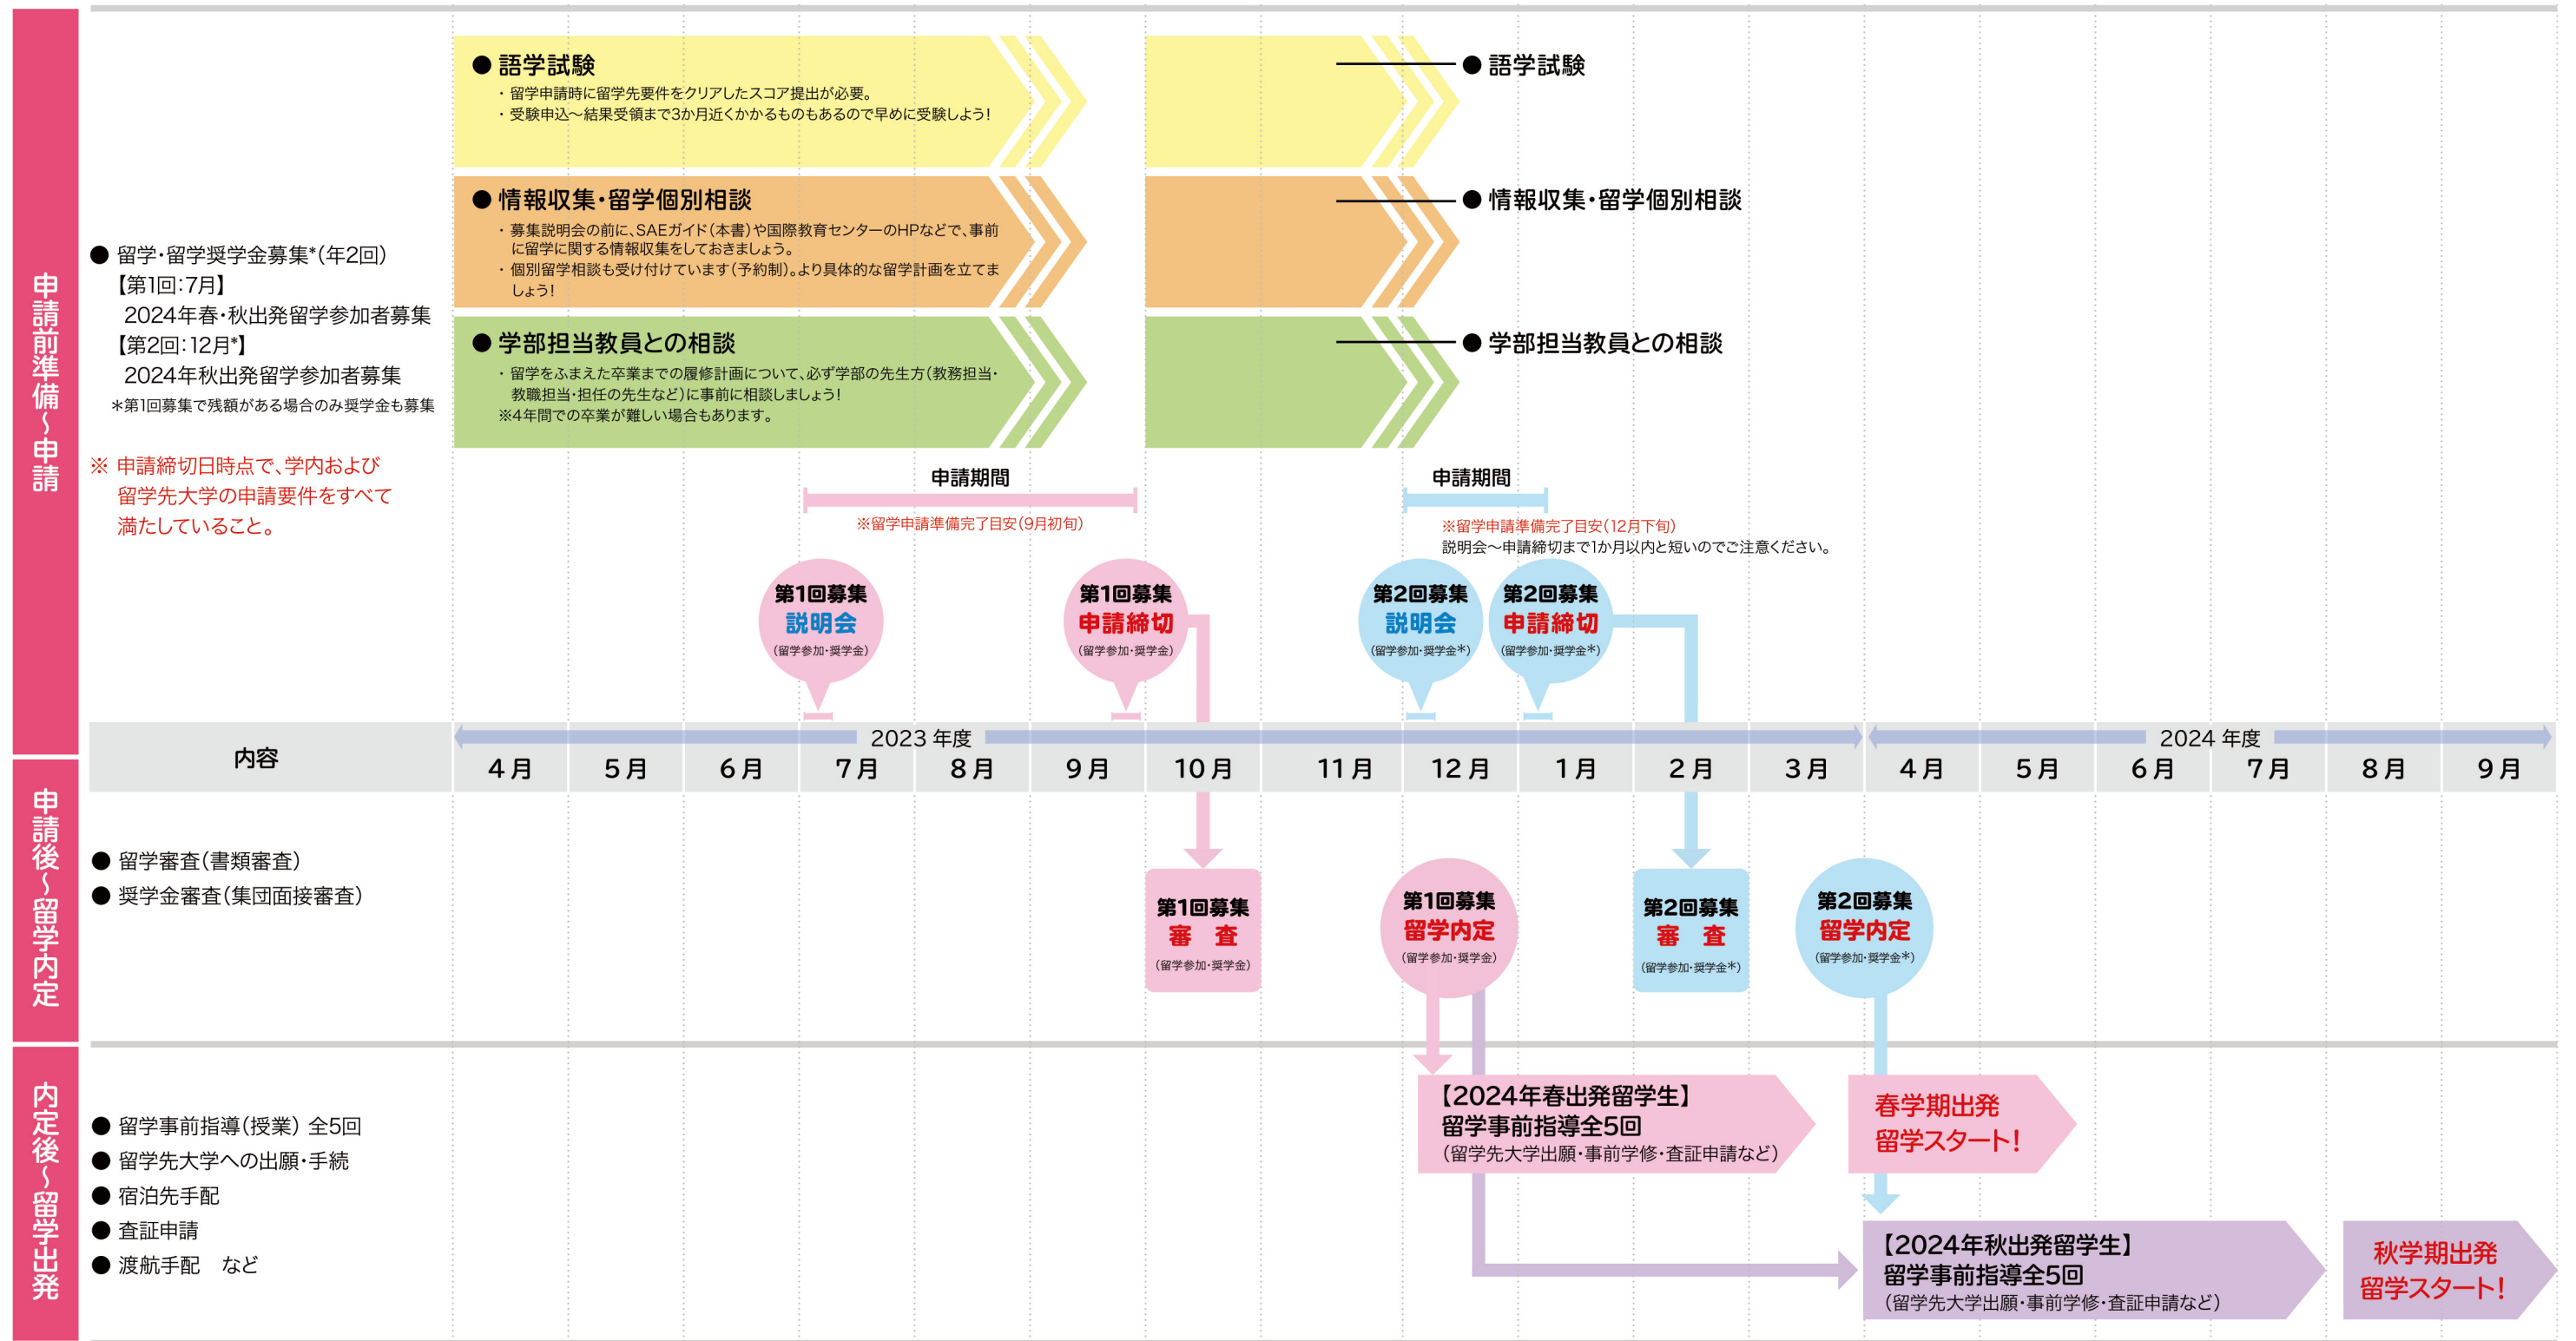 申請前準備～申請
● 留学・留学奨学金募集*(年2回)
【第1回：7月】
2024年春・秋出発留学参加者募集
【第2回：12月*】
2024年秋出発留学参加者募集
＊第1回募集で残額がある場合のみ奨学金も募集
※ 申請締切日時点で、学内および
留学先大学の申請要件をすべて
満たしていること。
● 語学試験
・留学申請時に留学先要件をクリアしたスコア提出が必要。
・受験申込～結果受領まで3か月近くかかるものもあるので早めに受験しよう！
● 語学試験
● 情報収集・留学個別相談
・募集説明会の前に、SAEガイド（本書）や国際教育センターのHPなどで、事前
に留学に関する情報収集をしておきましょう。
・個別留学相談も受け付けています（予約制）。より具体的な留学計画を立てま
しょう！
● 情報収集・留学個別相談
● 学部担当教員との相談
・留学をふまえた卒業までの履修計画について、必ず学部の先生方（教務担当・
教職担当・担任の先生など）に事前に相談しましょう！
※4年間での卒業が難しい場合もあります。
● 学部担当教員との相談
申請期間
※留学申請準備完了目安（9月初旬）
申請期間
※留学申請準備完了目安（12月下旬）
説明会～申請締切まで1か月以内と短いのでご注意ください。
第1回募集
説明会
（留学参加・奨学金）
第1回募集
申請締切
（留学参加・奨学金）
第2回募集
説明会
（留学参加・奨学金＊）
第2回募集
申請締切
（留学参加・奨学金＊）
内容
2023 年度
2024 年度
4月 5月 6月 7月 8月 9月 10月 11月 12月 1月 2月 3月 4月 5月 6月 7月 8月 9月
申請後～留学内定
● 留学審査（書類審査）
● 奨学金審査（集団面接審査）
第1回募集
審　査
（留学参加・奨学金）
第1回募集
留学内定
（留学参加・奨学金）
第2回募集
審　査
（留学参加・奨学金＊）
第2回募集
留学内定
（留学参加・奨学金＊）
内定後～留学出発
● 留学事前指導（授業） 全5回
● 留学先大学への出願・手続
● 宿泊先手配
● 査証申請
● 渡航手配　など
【2024年春出発留学生】
留学事前指導全5回
（留学先大学出願・事前学修・査証申請など）
春学期出発
留学スタート！
【2024年秋出発留学生】
留学事前指導全5回
（留学先大学出願・事前学修・査証申請など）
秋学期出発
留学スタート！